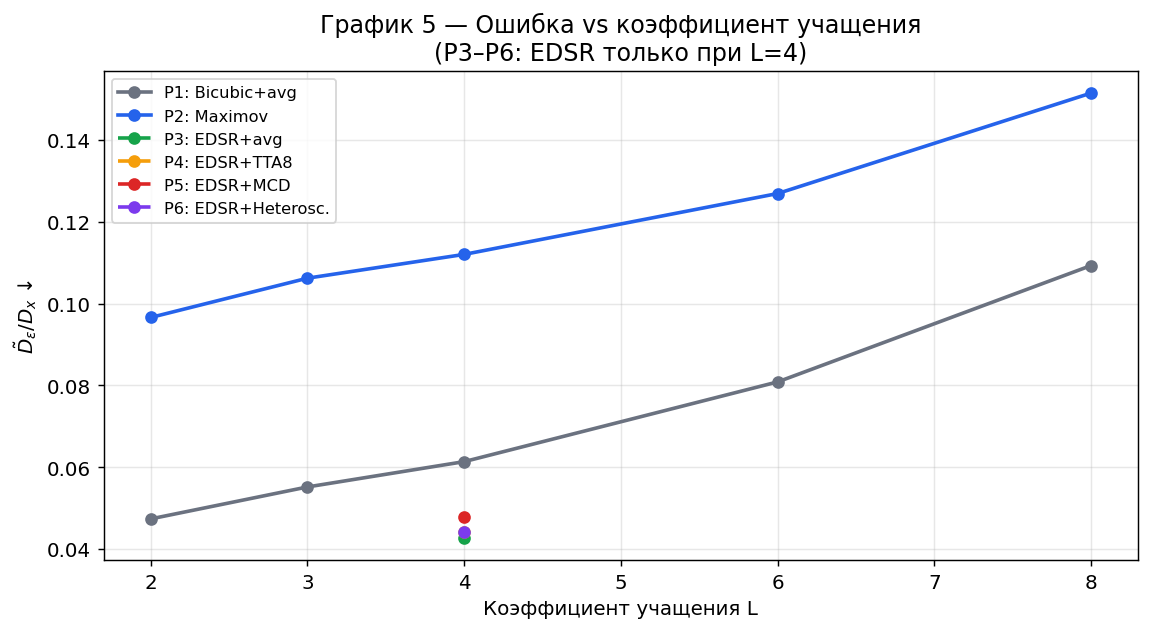 График 5 — Ошибка vs коэффициент учащения
(P3–P6: EDSR только при L=4)
P1: Bicubic+avg
P2: Maximov
P3: EDSR+avg
P4: EDSR+TTA8
P5: EDSR+MCD
P6: EDSR+Heterosc.
0.14
0.12
0.10
0.08
0.06
0.04
D̃ε/Dx ↓
2 3 4 5 6 7 8
Коэффициент учащения L